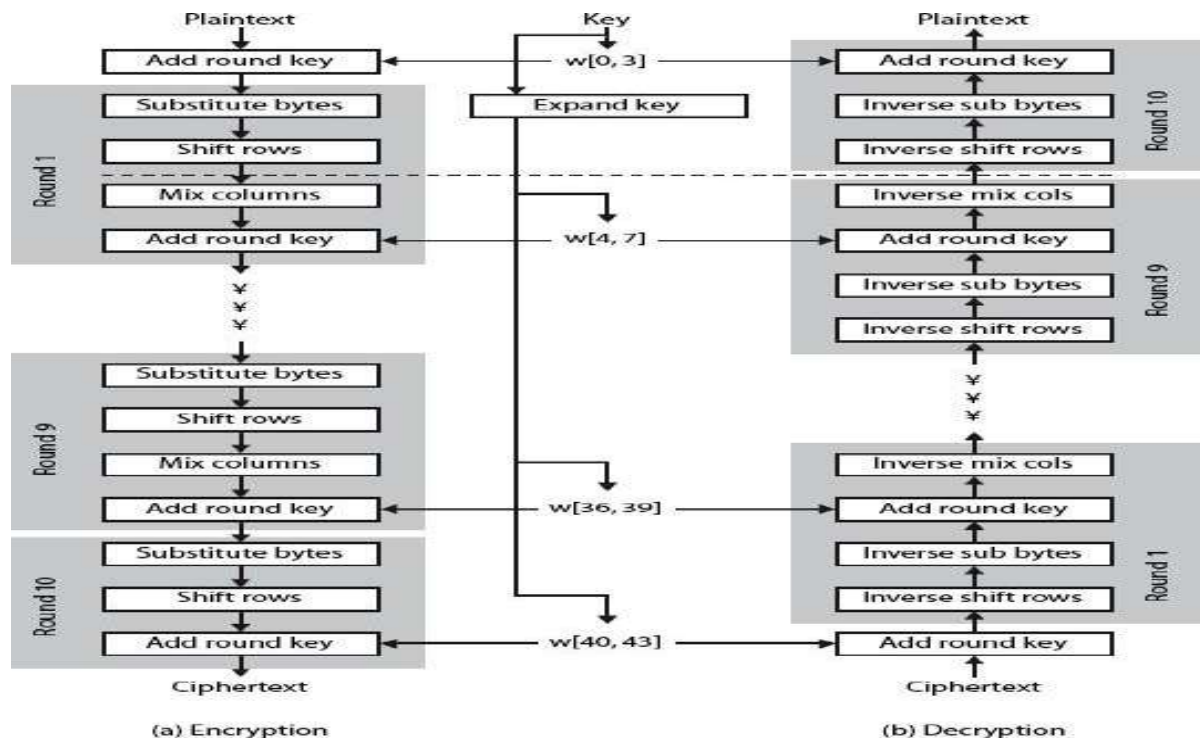 Plaintext
Add round key
Round 1
Substitute bytes
Shift rows
Mix columns
Add round key
¥
¥
¥
Round 9
Substitute bytes
Shift rows
Mix columns
Add round key
Round 10
Substitute bytes
Shift rows
Add round key
Ciphertext
(a) Encryption
Key
w[0, 3]
Expand key
w[4, 7]
w[36, 39]
w[40, 43]
Plaintext
Add round key
Inverse sub bytes
Inverse shift rows
Round 10
Inverse mix cols
Add round key
Inverse sub bytes
Inverse shift rows
Round 9
¥
¥
¥
Inverse mix cols
Add round key
Inverse sub bytes
Inverse shift rows
Round 1
Add round key
Ciphertext
(b) Decryption